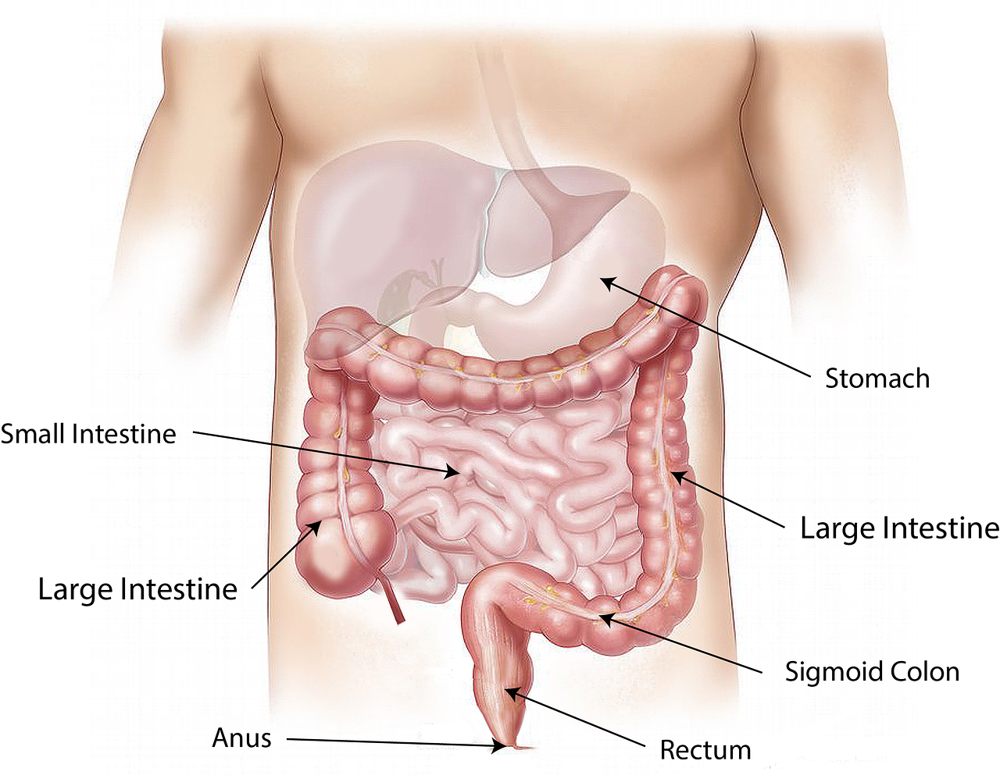 Stomach
Small Intestine
Large Intestine
Large Intestine
Sigmoid Colon
Anus
Rectum